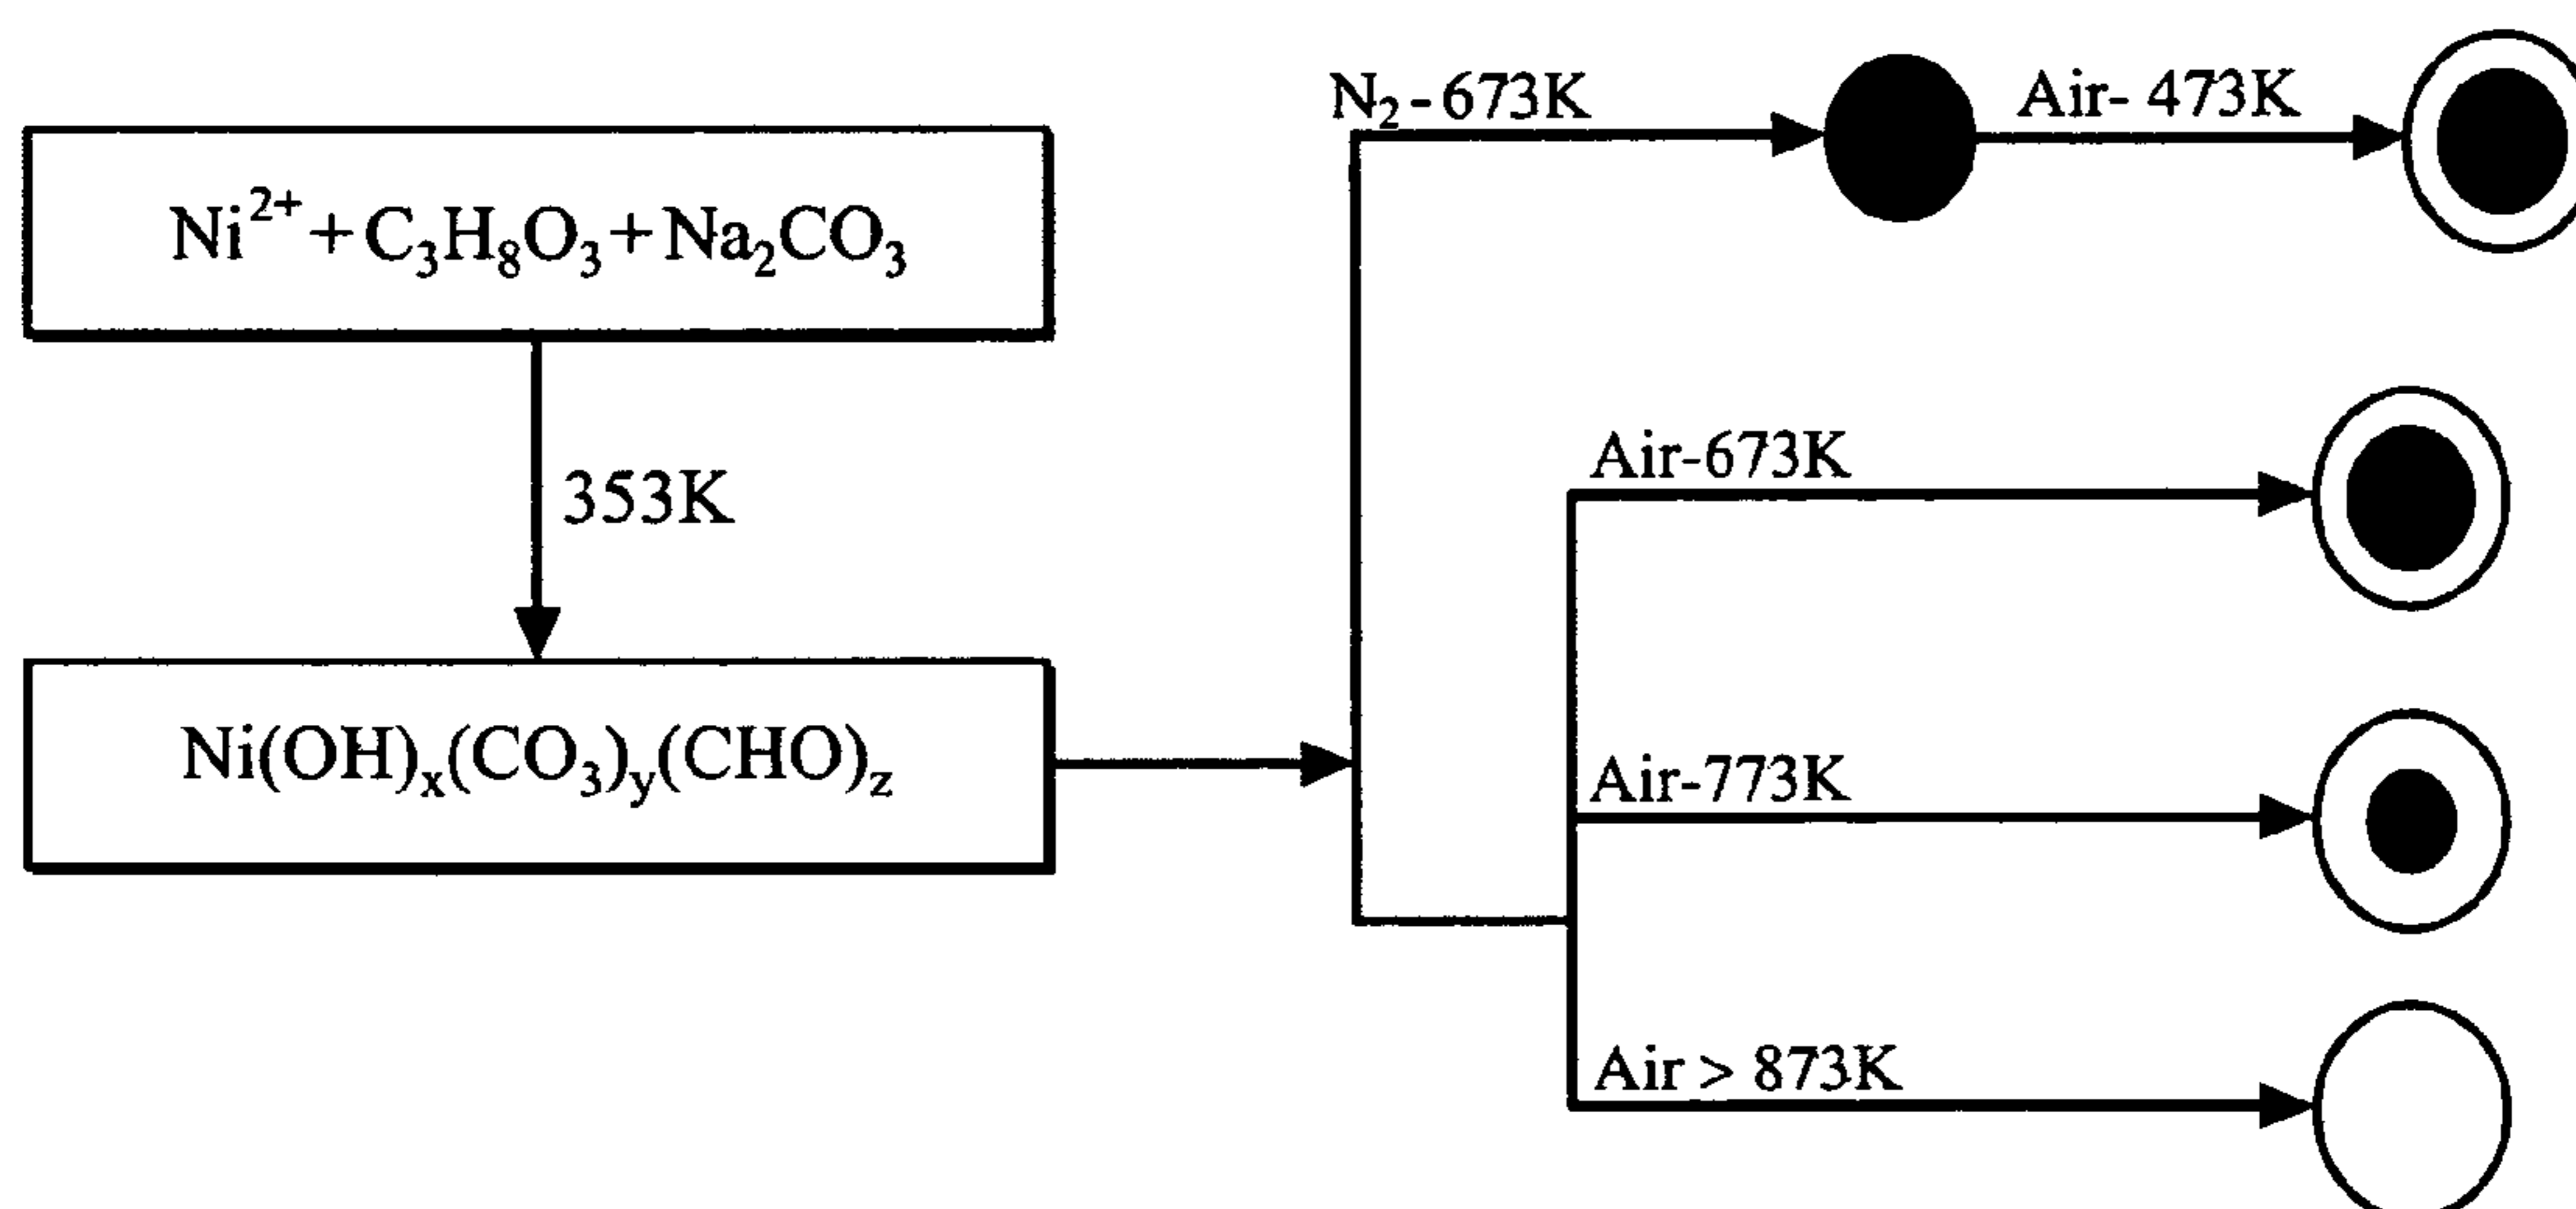 Ni²⁺+C₃H₈O₃+Na₂CO₃
353K
Ni(OH)ₓ(CO₃)ᵧ(CHO)z
N₂-673K
Air- 473K
Air-673K
Air-773K
Air > 873K